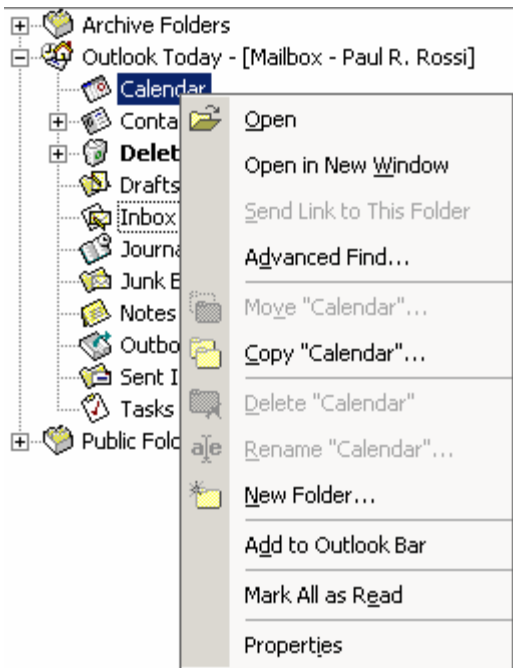 Archive Folders
Outlook Today - [Mailbox - Paul R. Rossi]
Calendar
Conta
Delet
Drafts
Inbox
Journa
Junk E
Notes
Outbo
Sent I
Tasks
Public Fold
Open
Open in New Window
Send Link to This Folder
Advanced Find...
Move "Calendar"...
Copy "Calendar"...
Delete "Calendar"
Rename "Calendar"...
New Folder...
Add to Outlook Bar
Mark All as Read
Properties